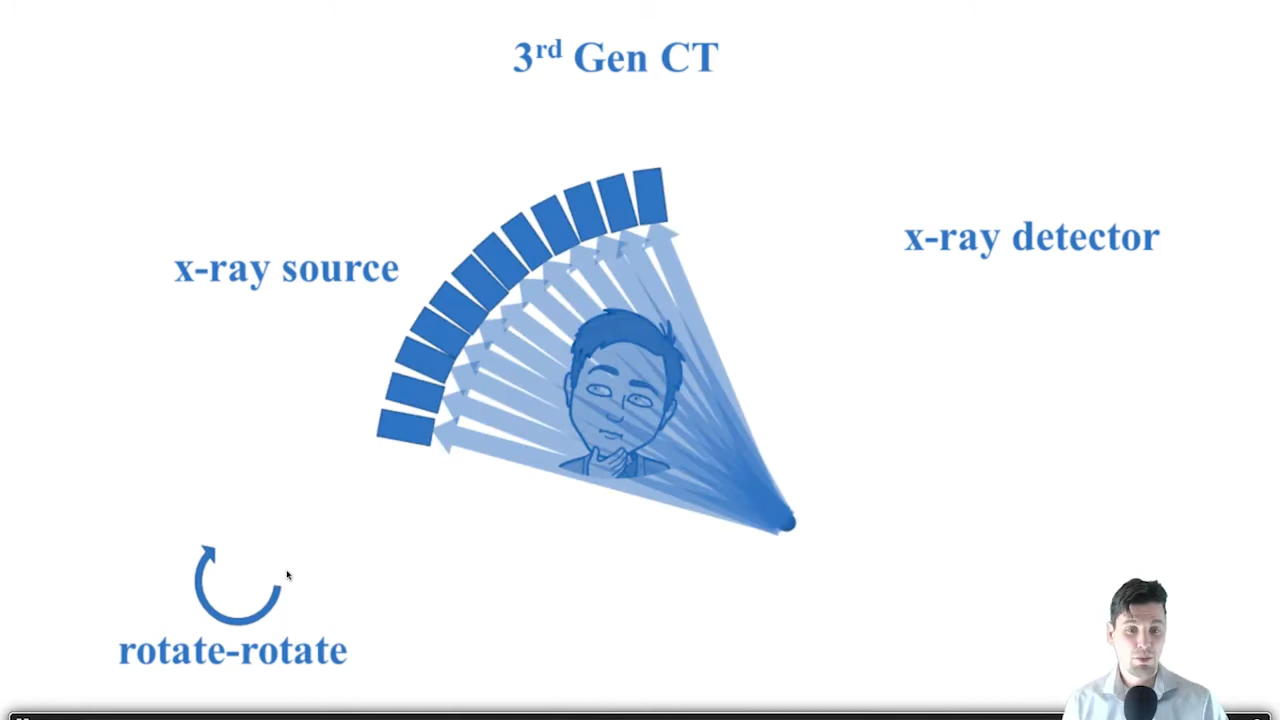 3rd Gen CT
x-ray detector
x-ray source
rotate-rotate